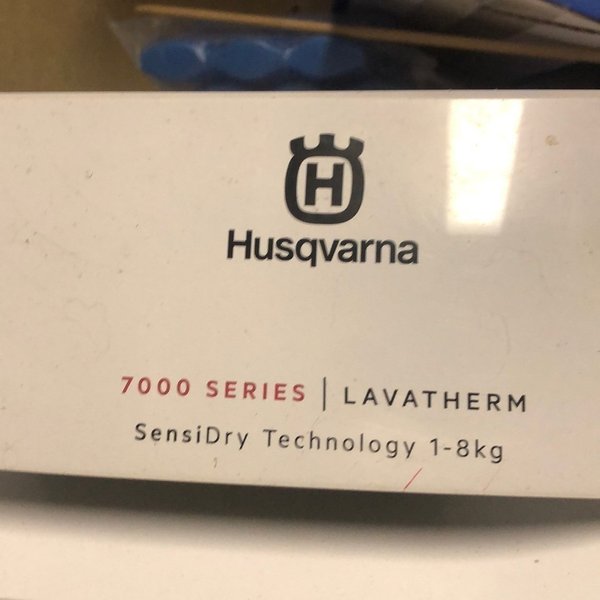 H
Husqvarna
7000 SERIES | LAVATHERM
SensiDry Technology 1-8kg